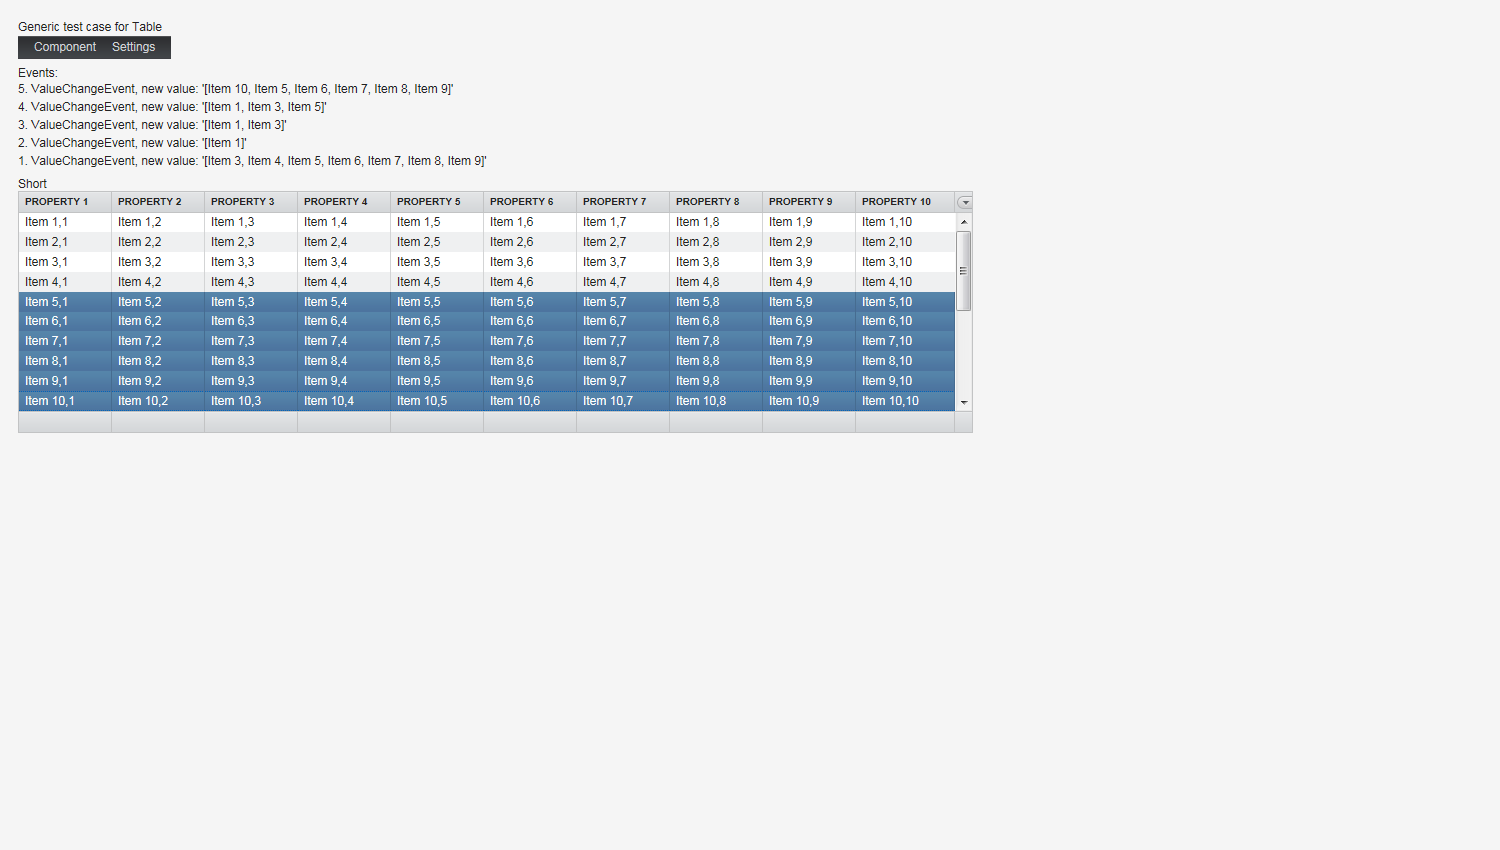 Generic test case for Table
Component Settings
Events:
5. ValueChangeEvent, new value: '[Item 10, Item 5, Item 6, Item 7, Item 8, Item 9]'
4. ValueChangeEvent, new value: '[Item 1, Item 3, Item 5]'
3. ValueChangeEvent, new value: '[Item 1, Item 3]'
2. ValueChangeEvent, new value: '[Item 1]'
1. ValueChangeEvent, new value: '[Item 3, Item 4, Item 5, Item 6, Item 7, Item 8, Item 9]'
Short
PROPERTY 1 PROPERTY 2 PROPERTY 3 PROPERTY 4 PROPERTY 5 PROPERTY 6 PROPERTY 7 PROPERTY 8 PROPERTY 9 PROPERTY 10
Item 1,1 Item 1,2 Item 1,3 Item 1,4 Item 1,5 Item 1,6 Item 1,7 Item 1,8 Item 1,9 Item 1,10
Item 2,1 Item 2,2 Item 2,3 Item 2,4 Item 2,5 Item 2,6 Item 2,7 Item 2,8 Item 2,9 Item 2,10
Item 3,1 Item 3,2 Item 3,3 Item 3,4 Item 3,5 Item 3,6 Item 3,7 Item 3,8 Item 3,9 Item 3,10
Item 4,1 Item 4,2 Item 4,3 Item 4,4 Item 4,5 Item 4,6 Item 4,7 Item 4,8 Item 4,9 Item 4,10
Item 5,1 Item 5,2 Item 5,3 Item 5,4 Item 5,5 Item 5,6 Item 5,7 Item 5,8 Item 5,9 Item 5,10
Item 6,1 Item 6,2 Item 6,3 Item 6,4 Item 6,5 Item 6,6 Item 6,7 Item 6,8 Item 6,9 Item 6,10
Item 7,1 Item 7,2 Item 7,3 Item 7,4 Item 7,5 Item 7,6 Item 7,7 Item 7,8 Item 7,9 Item 7,10
Item 8,1 Item 8,2 Item 8,3 Item 8,4 Item 8,5 Item 8,6 Item 8,7 Item 8,8 Item 8,9 Item 8,10
Item 9,1 Item 9,2 Item 9,3 Item 9,4 Item 9,5 Item 9,6 Item 9,7 Item 9,8 Item 9,9 Item 9,10
Item 10,1 Item 10,2 Item 10,3 Item 10,4 Item 10,5 Item 10,6 Item 10,7 Item 10,8 Item 10,9 Item 10,10